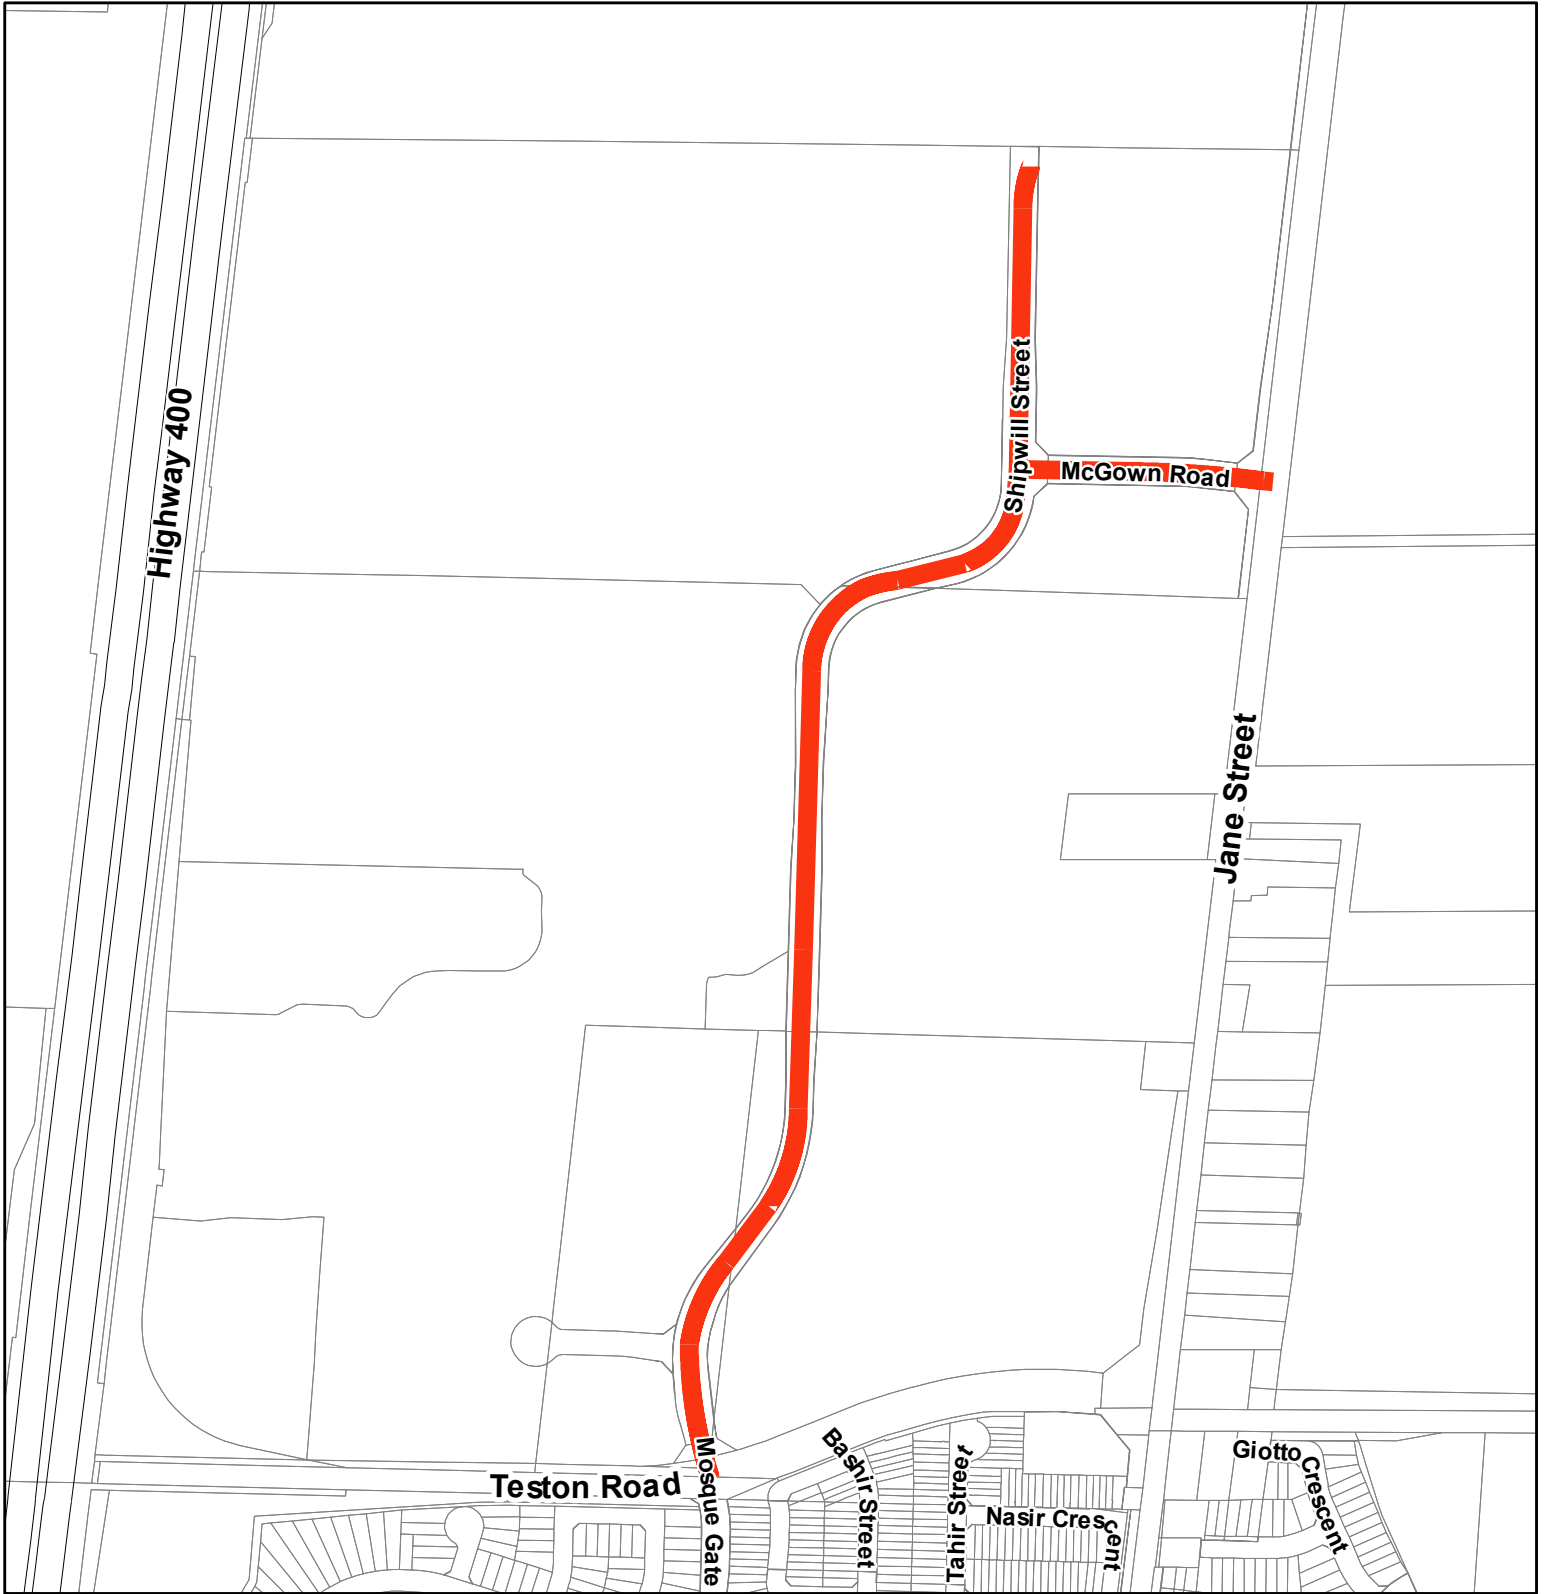 Highway 400
Shipwill Street
McGown Road
Jane Street
Teston Road
Mosque Gate
Bashir Street
Tahir Street
Nasir Crescent
Giotto Crescent